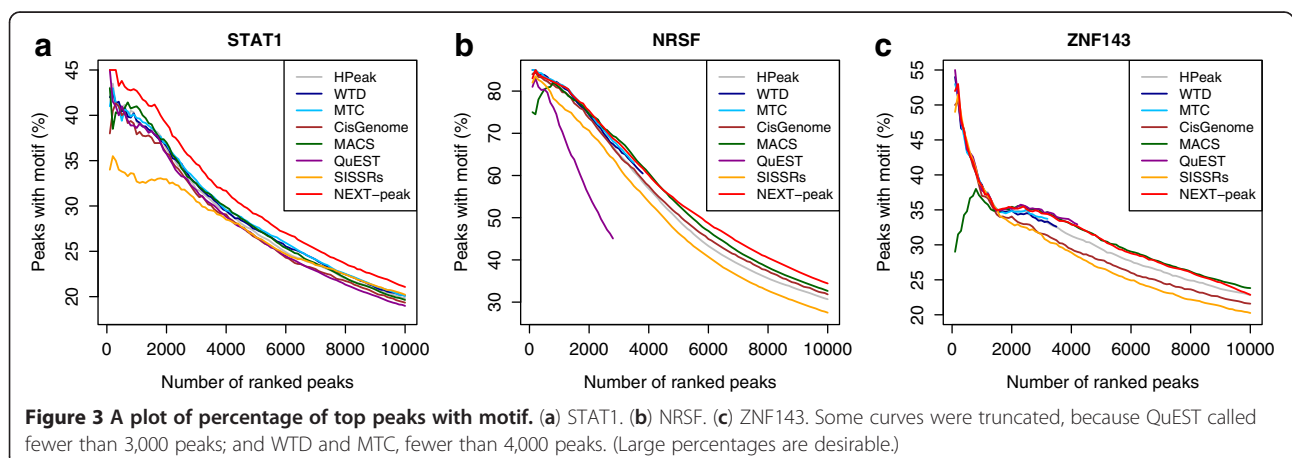 a
STAT1
45
40
35
30
25
20
Peaks with motif (%)
0 2000 4000 6000 8000 10000
Number of ranked peaks
HPeak
WTD
MTC
CisGenome
MACS
QuEST
SISSRs
NEXT−peak
b
NRSF
80
70
60
50
40
30
Peaks with motif (%)
0 2000 4000 6000 8000 10000
Number of ranked peaks
HPeak
WTD
MTC
CisGenome
MACS
QuEST
SISSRs
NEXT−peak
c
ZNF143
55
50
45
40
35
30
25
20
Peaks with motif (%)
0 2000 4000 6000 8000 10000
Number of ranked peaks
HPeak
WTD
MTC
CisGenome
MACS
QuEST
SISSRs
NEXT−peak
Figure 3 A plot of percentage of top peaks with motif. (a) STAT1. (b) NRSF. (c) ZNF143. Some curves were truncated, because QuEST called
fewer than 3,000 peaks; and WTD and MTC, fewer than 4,000 peaks. (Large percentages are desirable.)